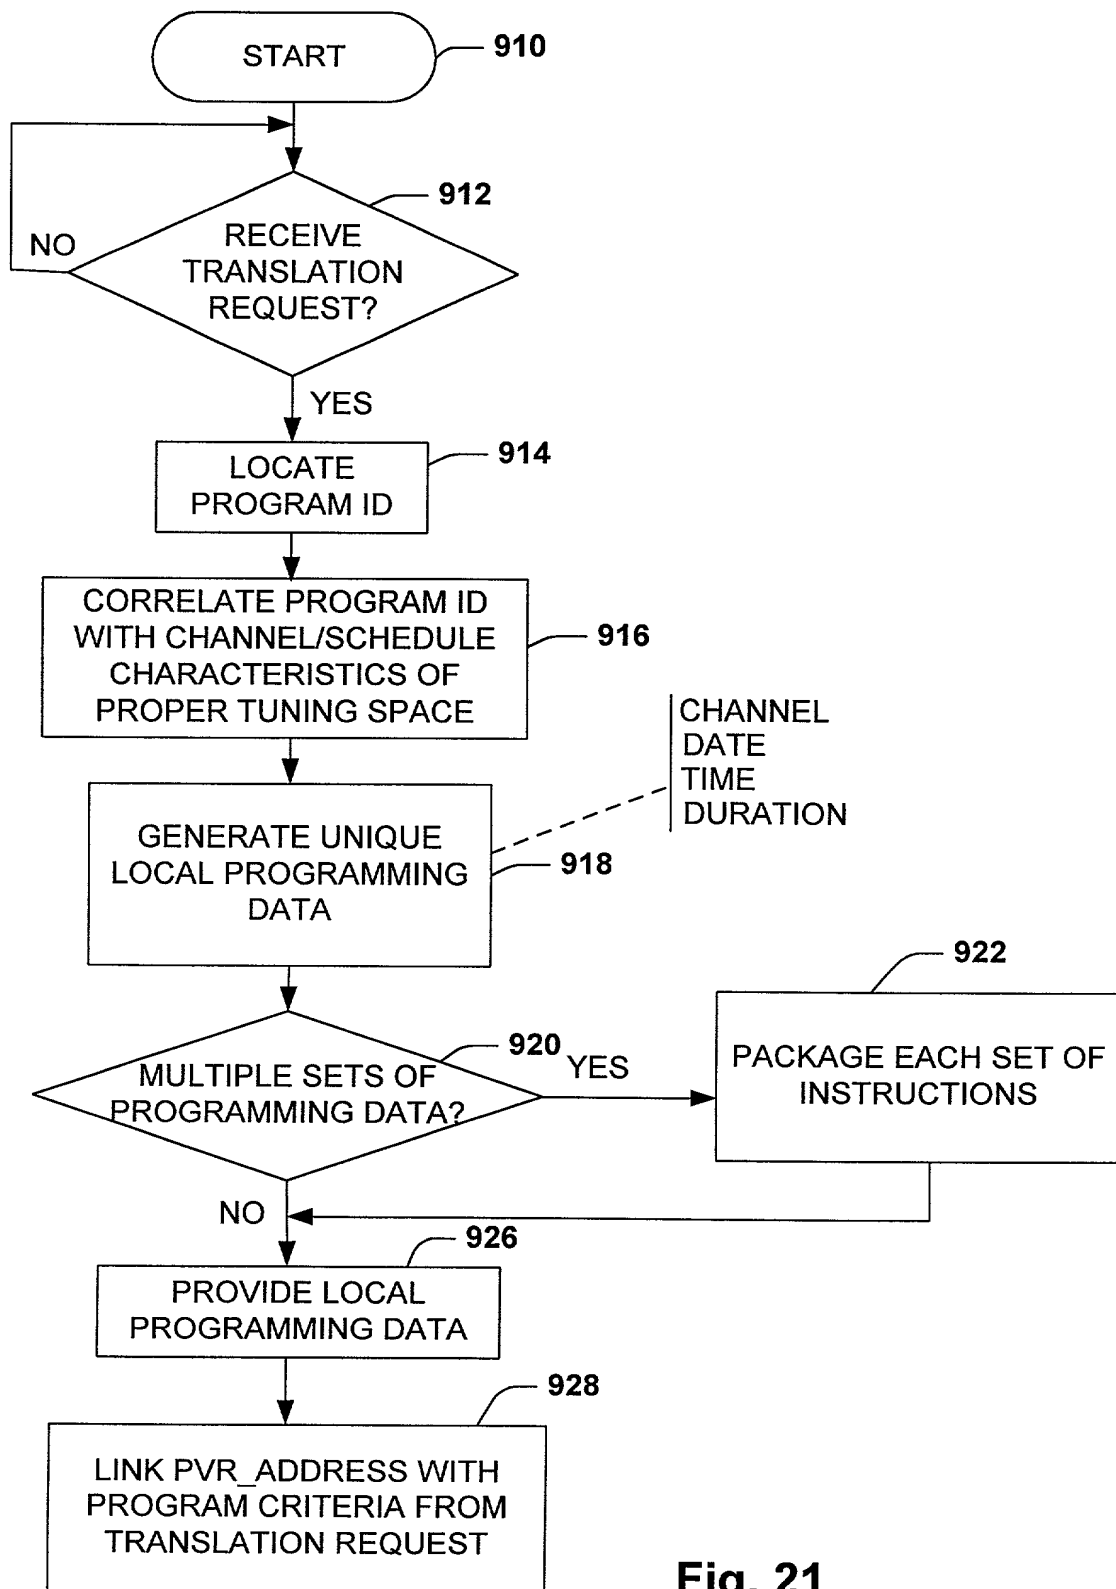 START
910
912
RECEIVE
TRANSLATION
REQUEST?
NO
YES
914
LOCATE
PROGRAM ID
CORRELATE PROGRAM ID
WITH CHANNEL/SCHEDULE
CHARACTERISTICS OF
PROPER TUNING SPACE
916
CHANNEL
DATE
TIME
DURATION
GENERATE UNIQUE
LOCAL PROGRAMMING
DATA
918
920
MULTIPLE SETS OF
PROGRAMMING DATA?
YES
922
PACKAGE EACH SET OF
INSTRUCTIONS
NO
926
PROVIDE LOCAL
PROGRAMMING DATA
928
LINK PVR_ADDRESS WITH
PROGRAM CRITERIA FROM
TRANSLATION REQUEST
Fig. 21